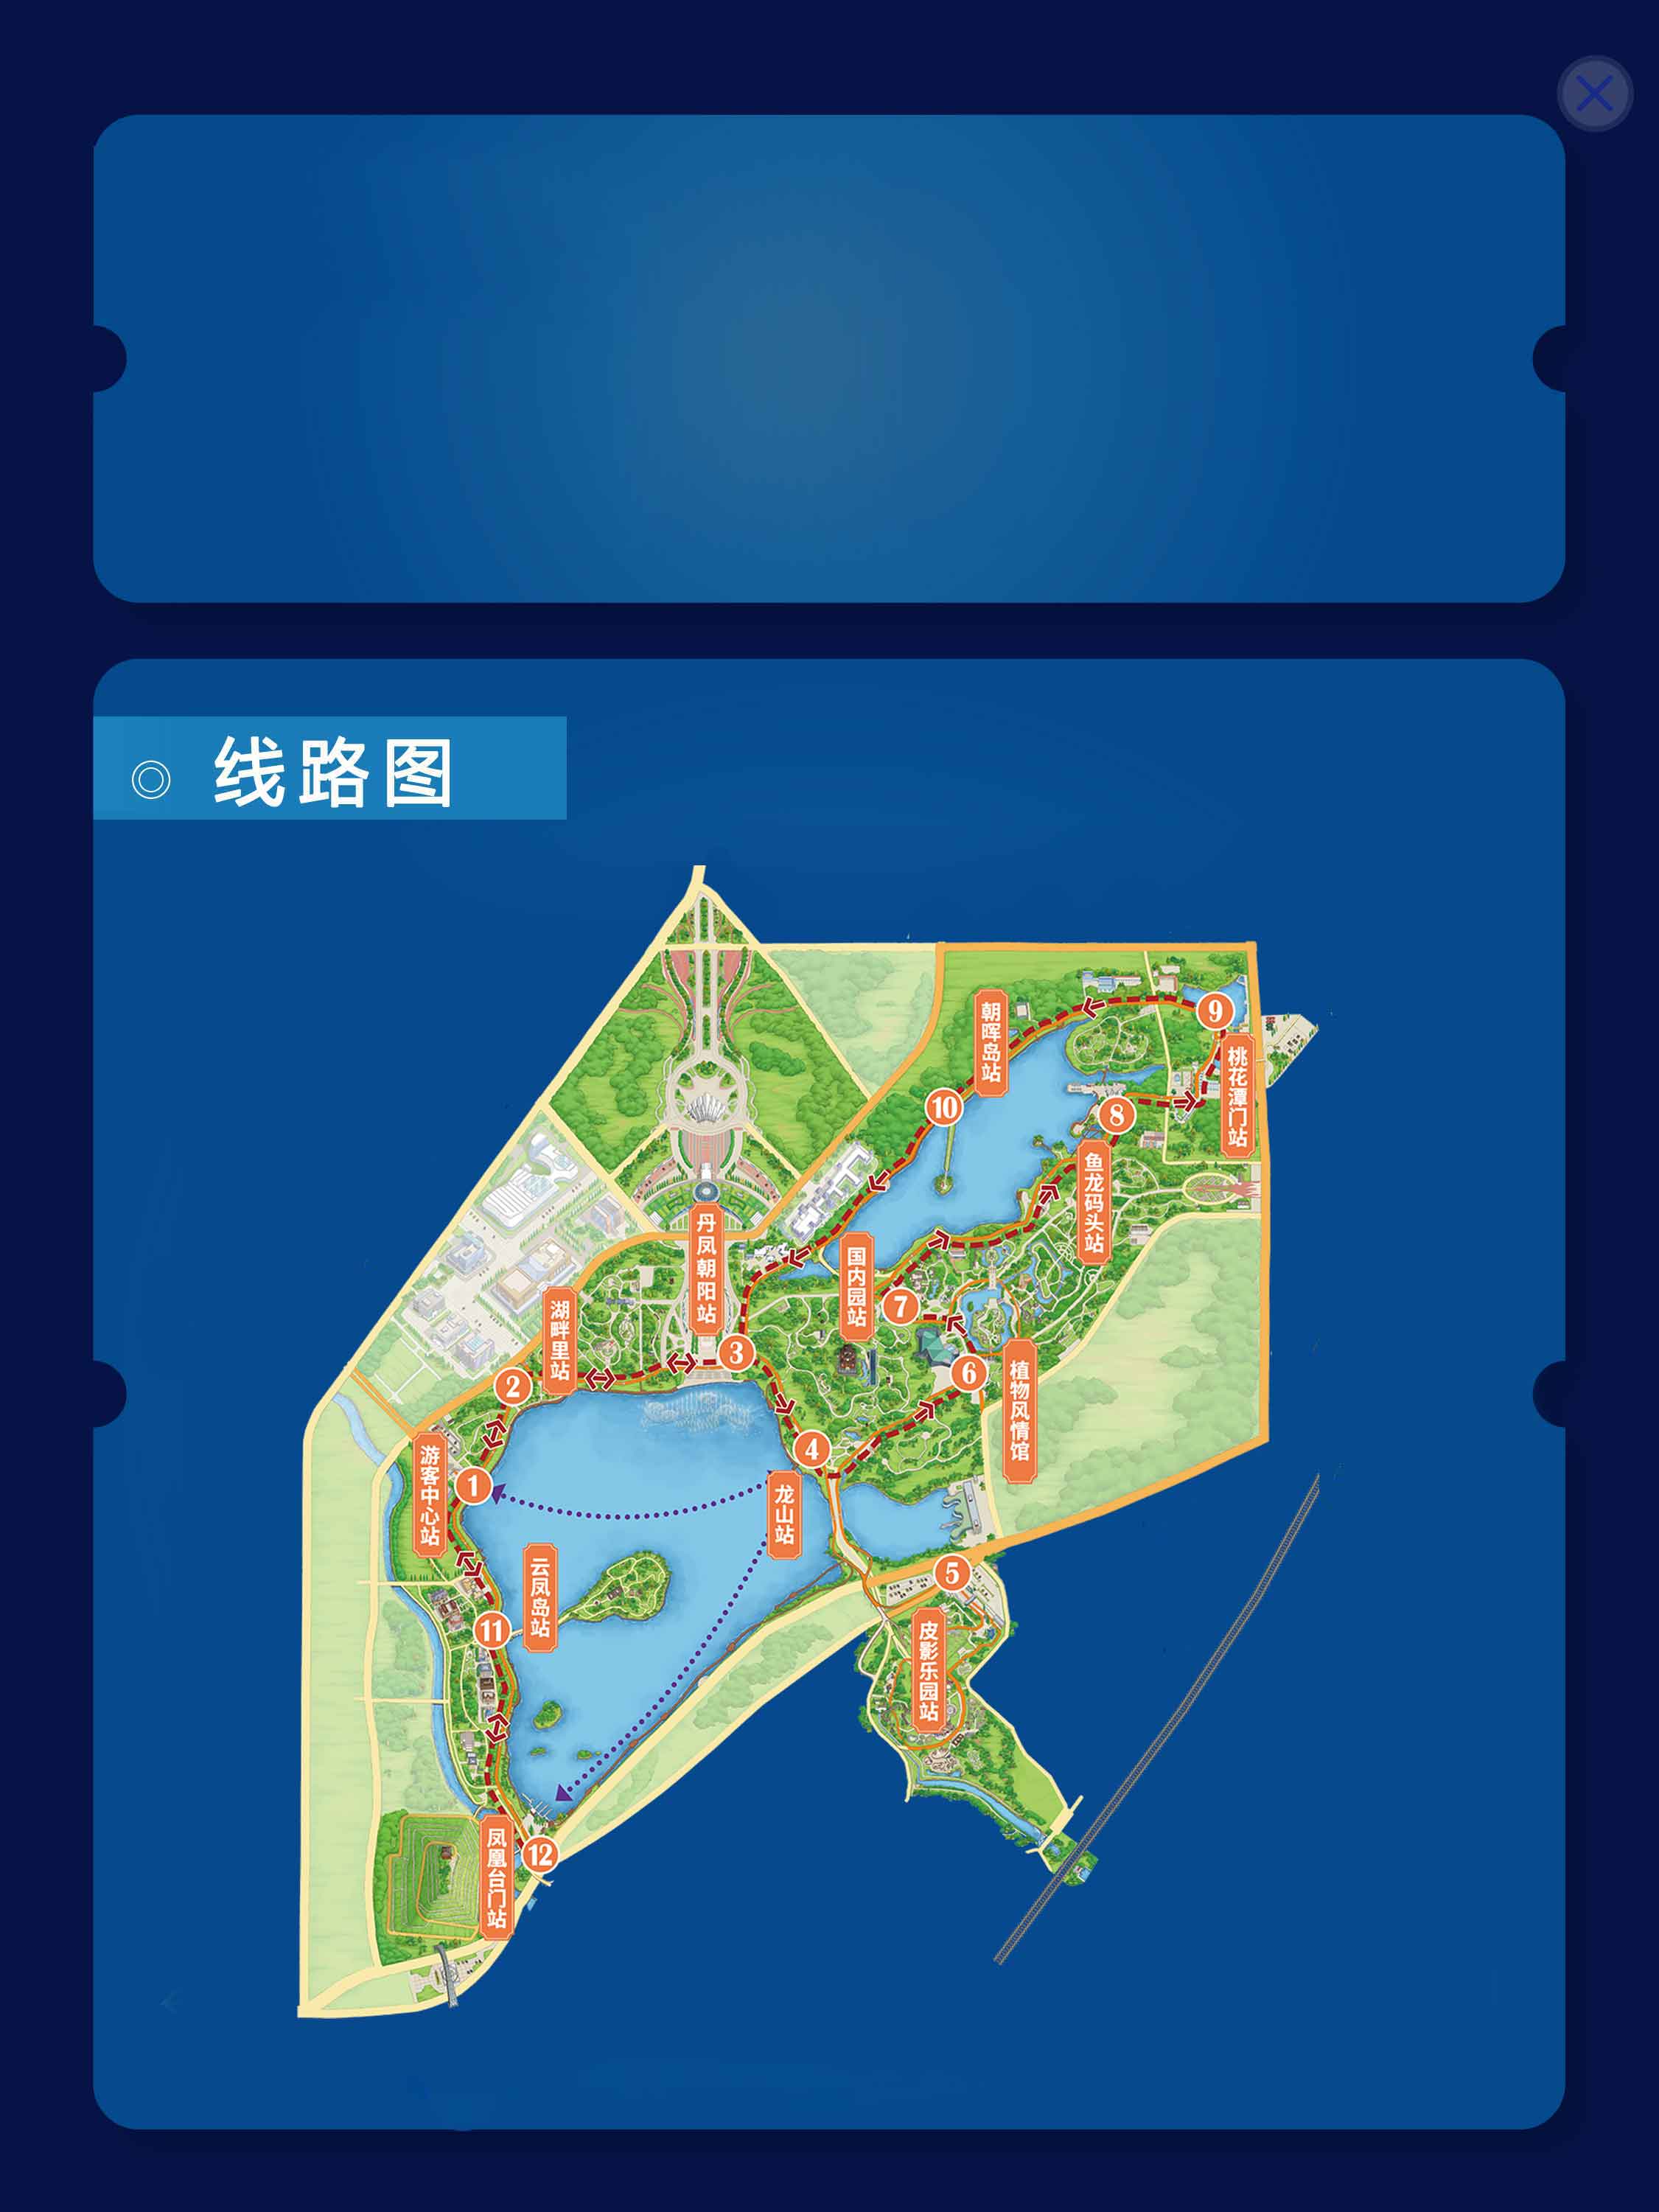 线路图
朝晖岛站
9
桃花潭门站
10
8
鱼龙码头站
丹凤朝阳站
国内园站
7
湖畔里站
3
6
植物风情馆
2
4
游客中心站
1
龙山站
云凤岛站
5
11
皮影乐园站
12
凤凰台门站